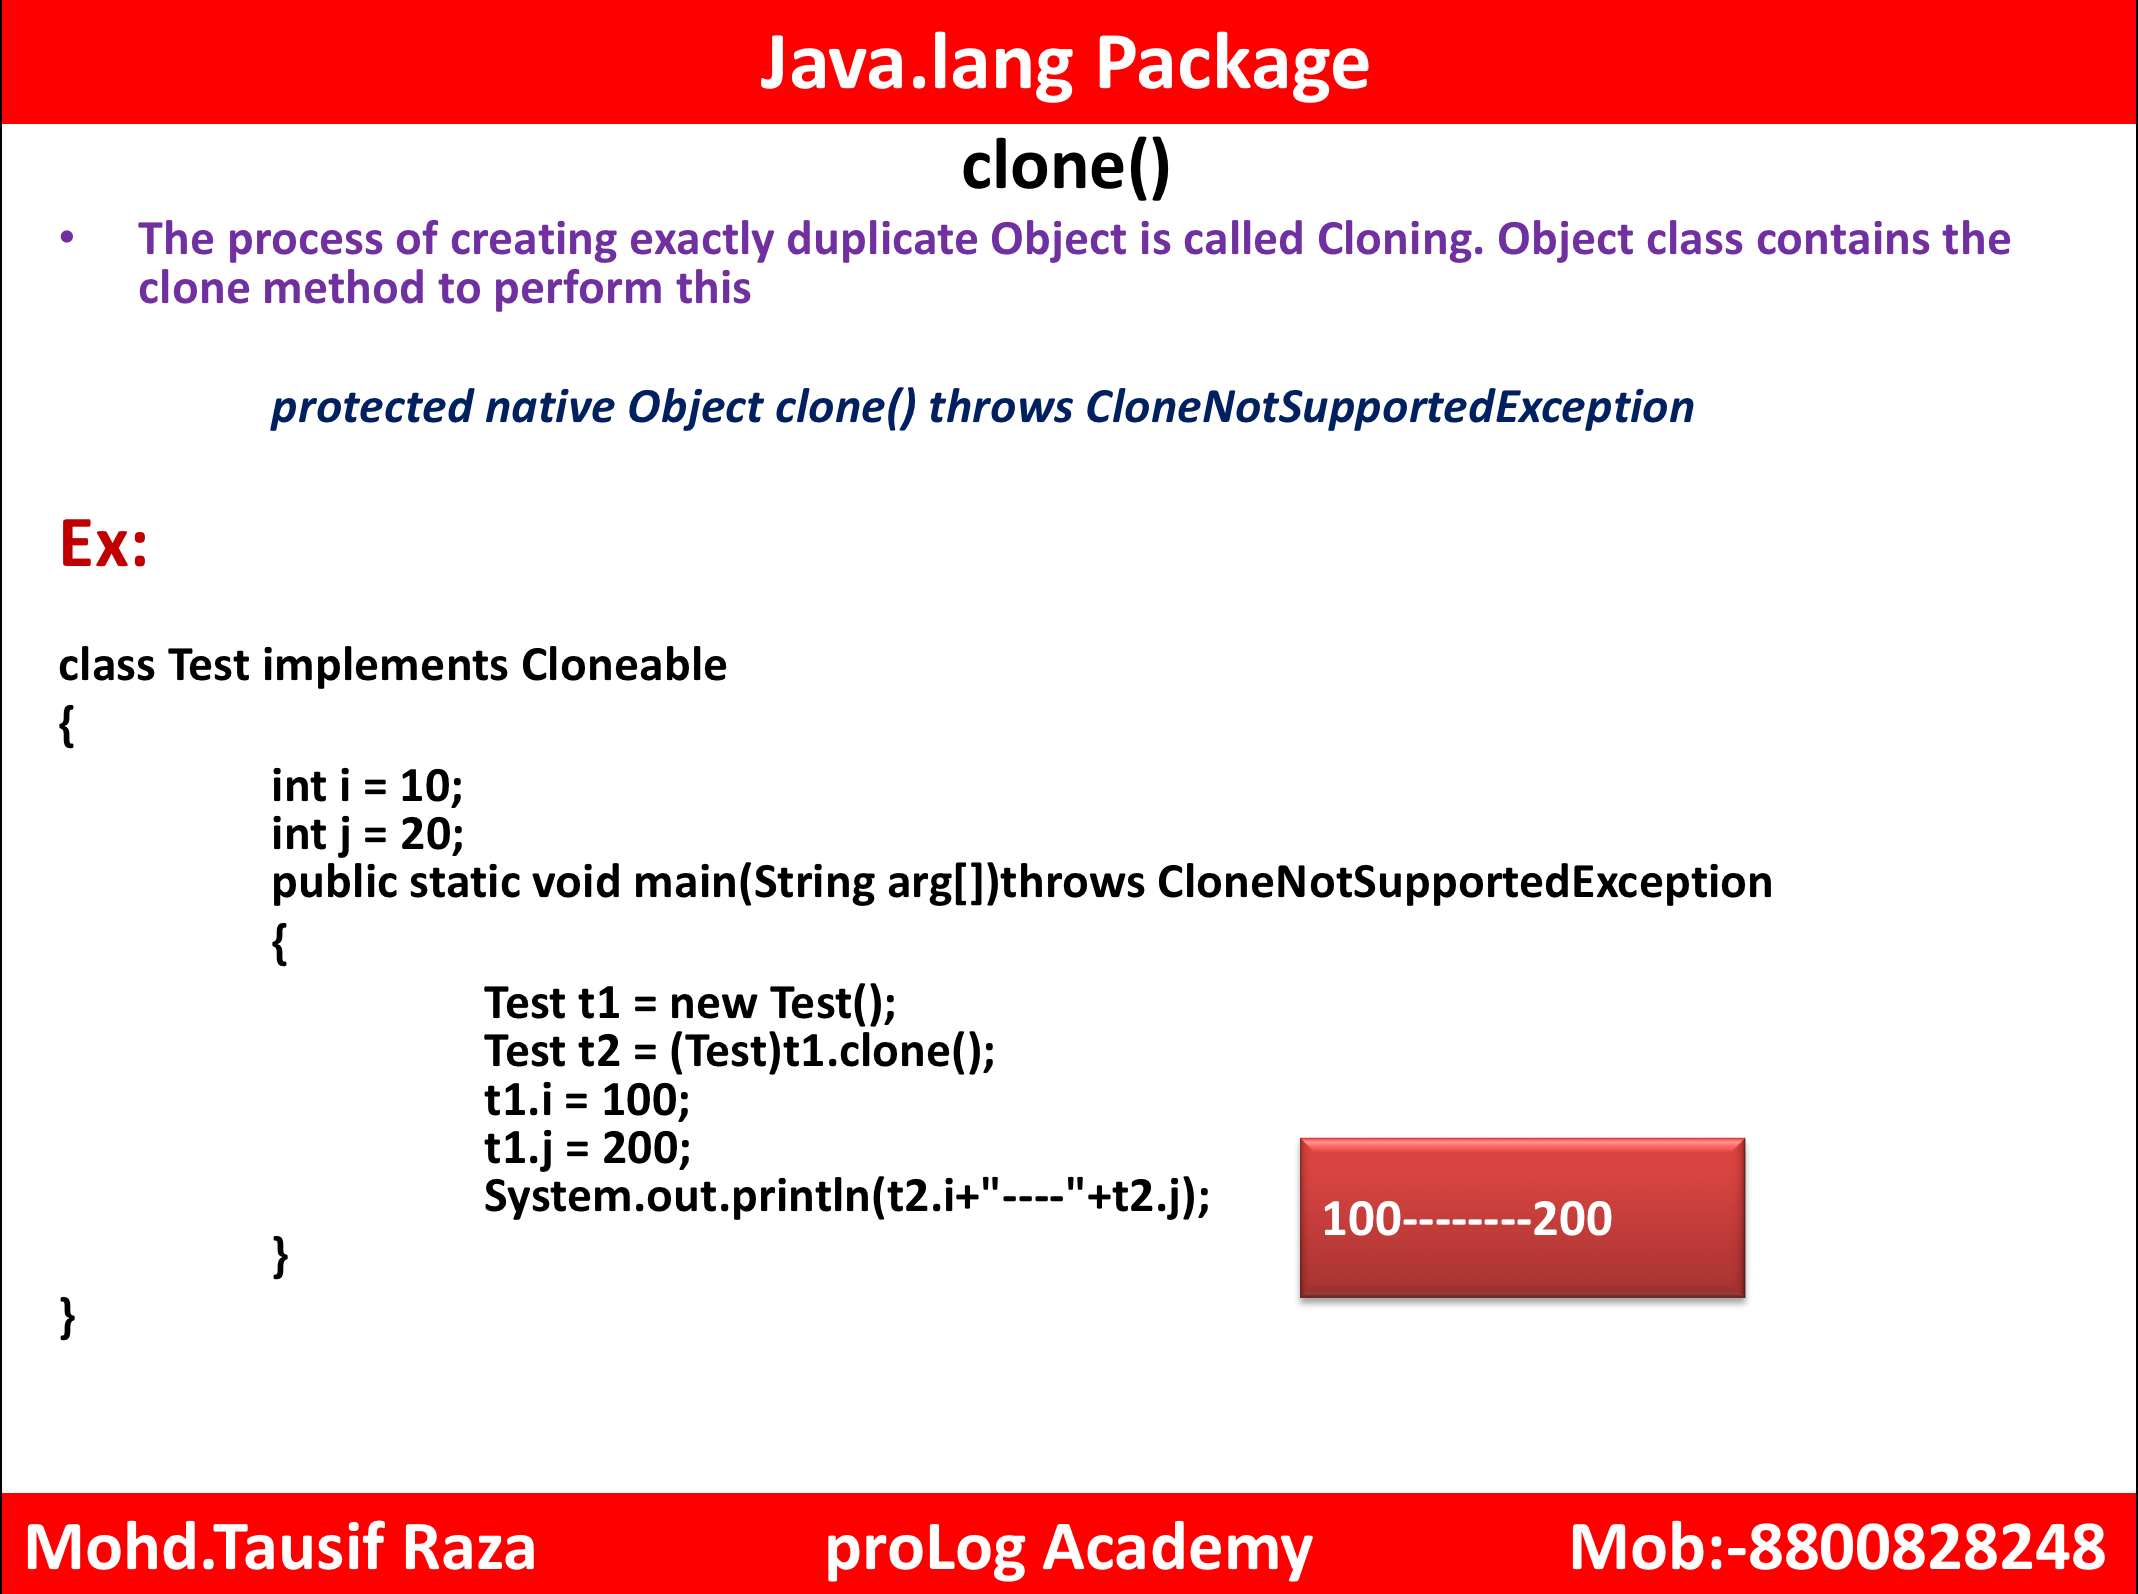 Java.lang Package
clone()
• The process of creating exactly duplicate Object is called Cloning. Object class contains the
clone method to perform this
protected native Object clone() throws CloneNotSupportedException
Ex:
class Test implements Cloneable
{
int i = 10;
int j = 20;
public static void main(String arg[])throws CloneNotSupportedException
{
Test t1 = new Test();
Test t2 = (Test)t1.clone();
t1.i = 100;
t1.j = 200;
System.out.println(t2.i+"----"+t2.j);
100--------200
}
}
Mohd.Tausif Raza proLog Academy Mob:-8800828248